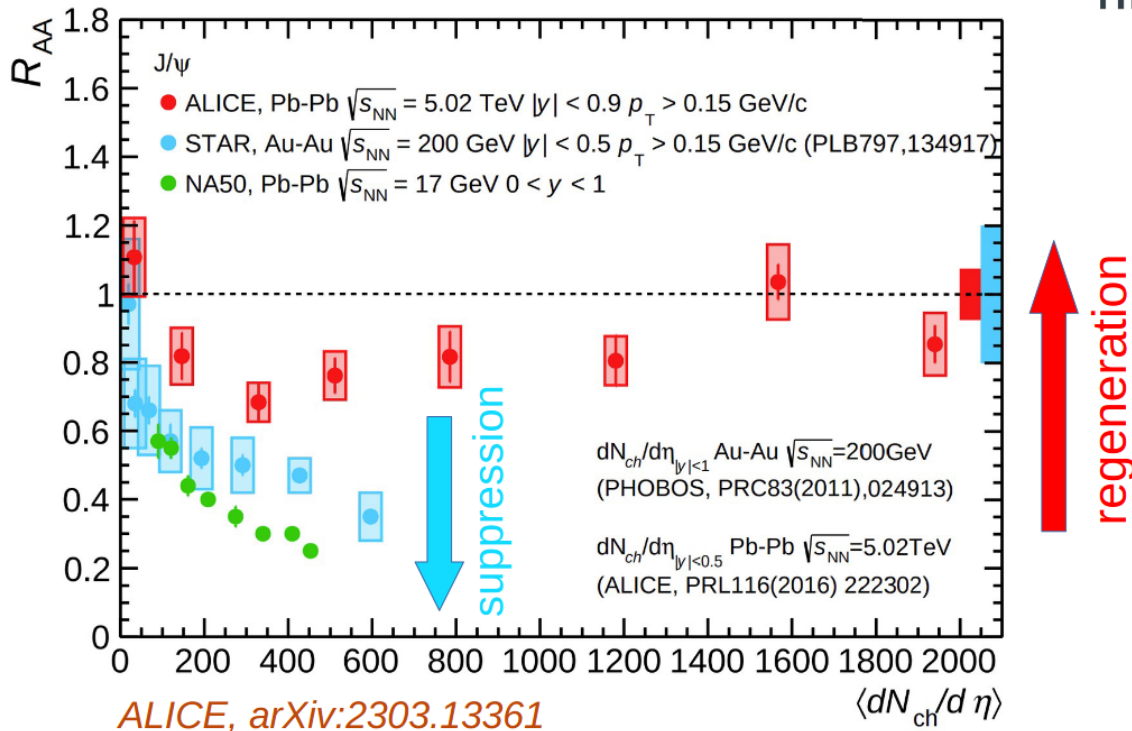 R_AA
1.8
1.6
1.4
1.2
1
0.8
0.6
0.4
0.2
0
J/ψ
ALICE, Pb-Pb √s_NN = 5.02 TeV |y| < 0.9 p_T > 0.15 GeV/c
STAR, Au-Au √s_NN = 200 GeV |y| < 0.5 p_T > 0.15 GeV/c (PLB797,134917)
NA50, Pb-Pb √s_NN = 17 GeV 0 < y < 1
suppression
regeneration
dN_ch/dη_|y|<1 Au-Au √s_NN=200GeV
(PHOBOS, PRC83(2011),024913)
dN_ch/dη_|y|<0.5 Pb-Pb √s_NN=5.02TeV
(ALICE, PRL116(2016) 222302)
0 200 400 600 800 1000 1200 1400 1600 1800 2000
⟨dN_ch/d η⟩
ALICE, arXiv:2303.13361